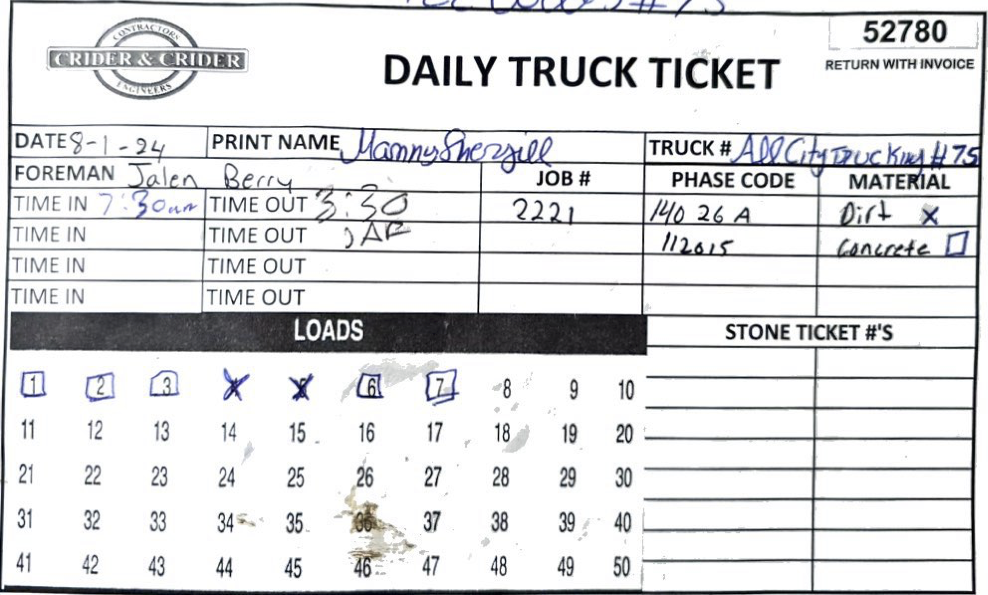 #75
CONTRACTORS
CRIDER & CRIDER
ENGINEERS
DAILY TRUCK TICKET
52780
RETURN WITH INVOICE
DATE 8-1-24 PRINT NAME Manny Shergill TRUCK # All City Trucking #75
FOREMAN Jalen Berry JOB # PHASE CODE MATERIAL
TIME IN 7:30am TIME OUT 3:30 2221 140 26 A Dirt X
TIME IN TIME OUT JAB 112015 Concrete
TIME IN TIME OUT
TIME IN TIME OUT
LOADS STONE TICKET #'S
1 2 3 4 5 6 7 8 9 10
11 12 13 14 15 16 17 18 19 20
21 22 23 24 25 26 27 28 29 30
31 32 33 34 35 36 37 38 39 40
41 42 43 44 45 46 47 48 49 50